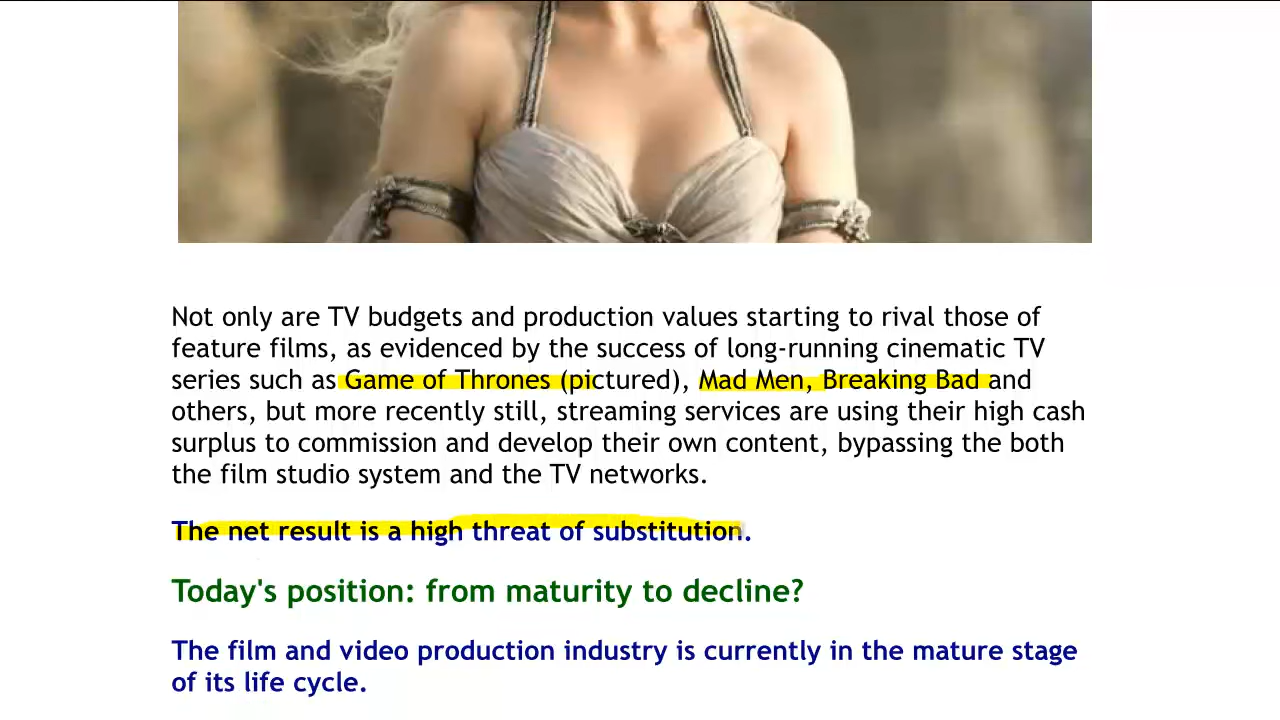 Not only are TV budgets and production values starting to rival those of
feature films, as evidenced by the success of long-running cinematic TV
series such as Game of Thrones (pictured), Mad Men, Breaking Bad and
others, but more recently still, streaming services are using their high cash
surplus to commission and develop their own content, bypassing the both
the film studio system and the TV networks.
The net result is a high threat of substitution.
Today's position: from maturity to decline?
The film and video production industry is currently in the mature stage
of its life cycle.